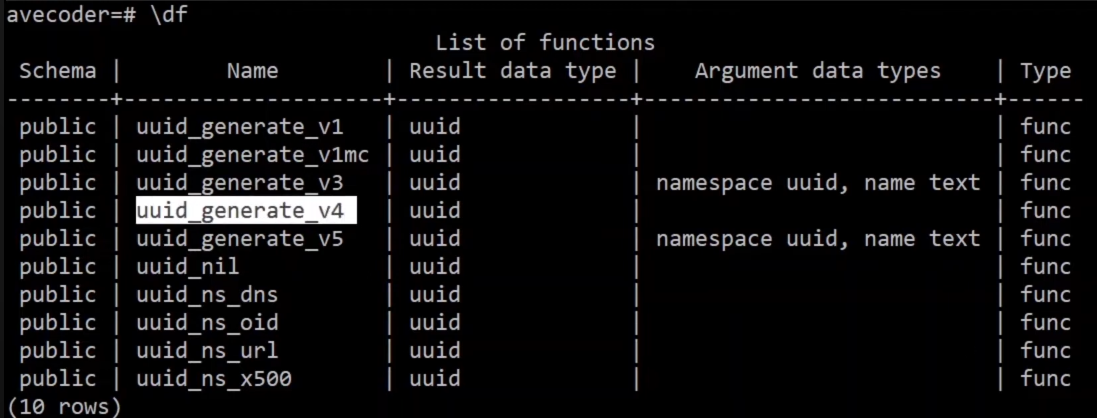 avecoder=# \df
                                 List of functions
 Schema |        Name        | Result data type |    Argument data types    | Type
--------+--------------------+------------------+---------------------------+------
 public | uuid_generate_v1   | uuid             |                           | func
 public | uuid_generate_v1mc | uuid             |                           | func
 public | uuid_generate_v3   | uuid             | namespace uuid, name text | func
 public | uuid_generate_v4   | uuid             |                           | func
 public | uuid_generate_v5   | uuid             | namespace uuid, name text | func
 public | uuid_nil           | uuid             |                           | func
 public | uuid_ns_dns        | uuid             |                           | func
 public | uuid_ns_oid        | uuid             |                           | func
 public | uuid_ns_url        | uuid             |                           | func
 public | uuid_ns_x500       | uuid             |                           | func
(10 rows)